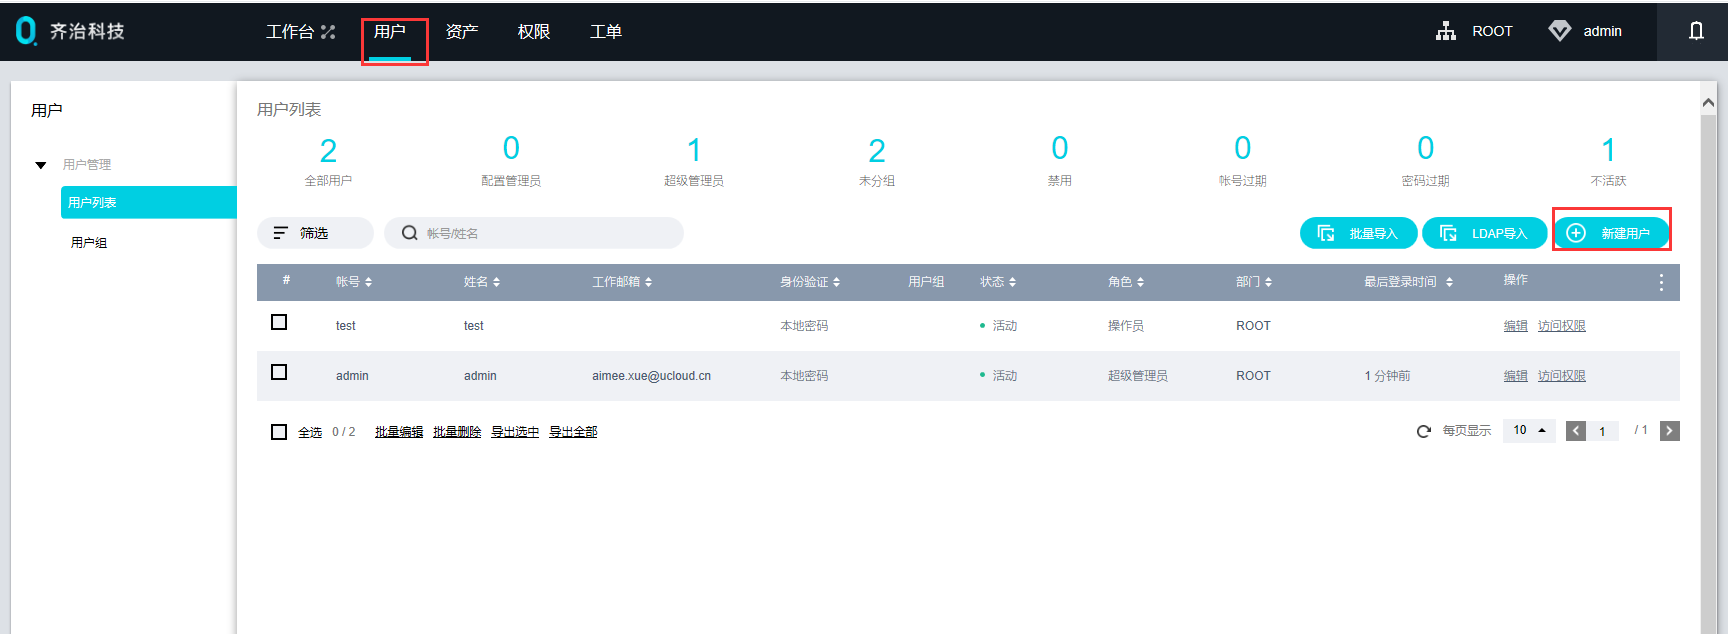 齐治科技 工作台 用户 资产 权限 工单 ROOT admin
用户
用户管理
用户列表
用户组
用户列表
2 0 1 2 0 0 0 1
全部用户 配置管理员 超级管理员 未分组 禁用 帐号过期 密码过期 不活跃
筛选 帐号/姓名 批量导入 LDAP导入 新建用户
# 帐号 姓名 工作邮箱 身份验证 用户组 状态 角色 部门 最后登录时间 操作
test test 本地密码 活动 操作员 ROOT 编辑 访问权限
admin admin aimee.xue@ucloud.cn 本地密码 活动 超级管理员 ROOT 1 分钟前 编辑 访问权限
全选 0 / 2 批量编辑 批量删除 导出选中 导出全部 每页显示 10 1 / 1